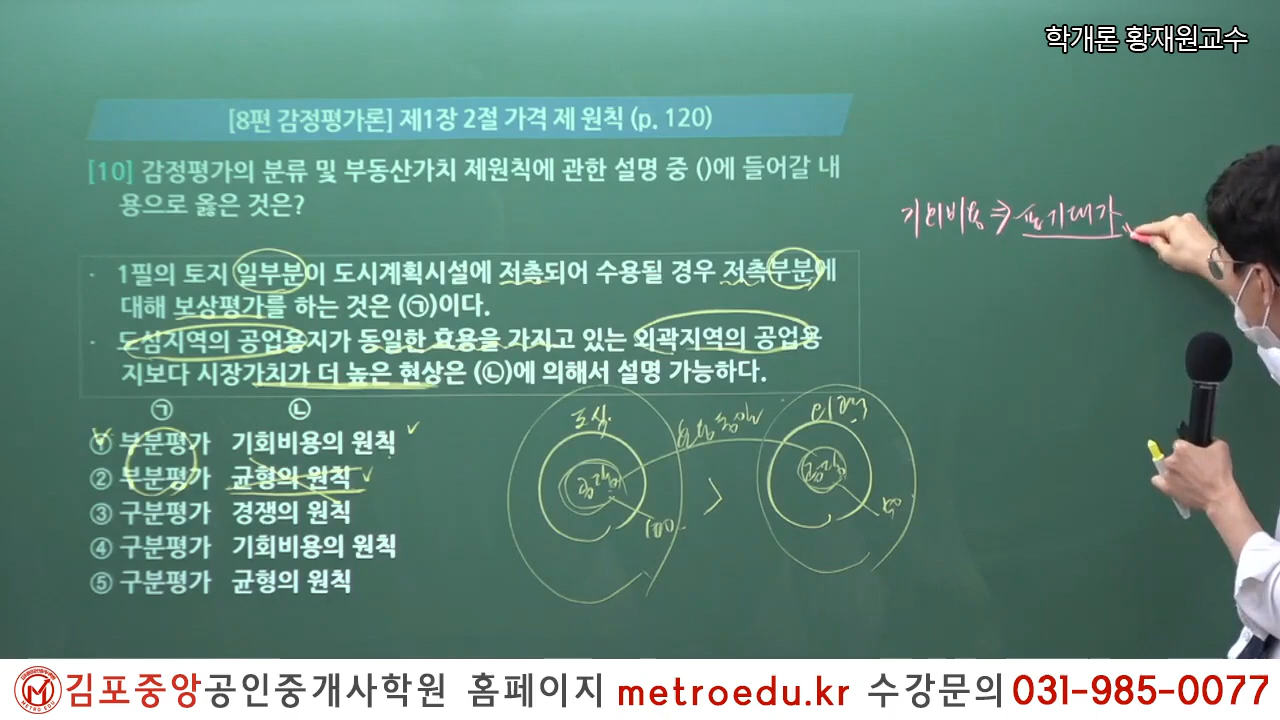 학개론 황재원교수
[8편 감정평가론] 제1장 2절 가격 제 원칙 (p. 120)
[10] 감정평가의 분류 및 부동산가치 제원칙에 관한 설명 중 ()에 들어갈 내
용으로 옳은 것은?
· 1필의 토지 일부분이 도시계획시설에 저촉되어 수용될 경우 저촉부분에
대해 보상평가를 하는 것은 (㉠)이다.
· 도심지역의 공업용지가 동일한 효용을 가지고 있는 외곽지역의 공업용
지보다 시장가치가 더 높은 현상은 (㉡)에 의해서 설명 가능하다.
㉠ ㉡
① 부분평가 기회비용의 원칙
② 부분평가 균형의 원칙
③ 구분평가 경쟁의 원칙
④ 구분평가 기회비용의 원칙
⑤ 구분평가 균형의 원칙
기회비용 ⇒ 포기대가
도심
외곽
효용동일
100
>
김포중앙공인중개사학원 홈페이지 metroedu.kr 수강문의 031-985-0077
METRO EDU